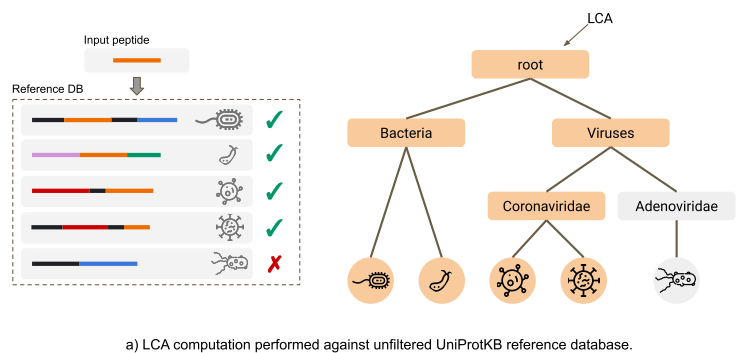 Input peptide
Reference DB
LCA
root
Bacteria
Viruses
Coronaviridae
Adenoviridae
a) LCA computation performed against unfiltered UniProtKB reference database.